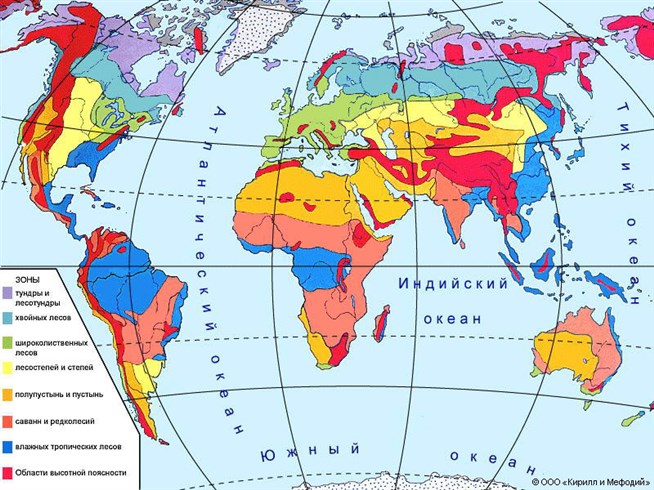 Атлантический океан
Тихий океан
Индийский
океан
Южный океан
ЗОНЫ
тундры и
лесотундры
хвойных лесов
широколиственных
лесов
лесостепей и степей
полупустынь и пустынь
саванн и редколесий
влажных тропических лесов
Области высотной поясности
© ООО «Кирилл и Мефодий»